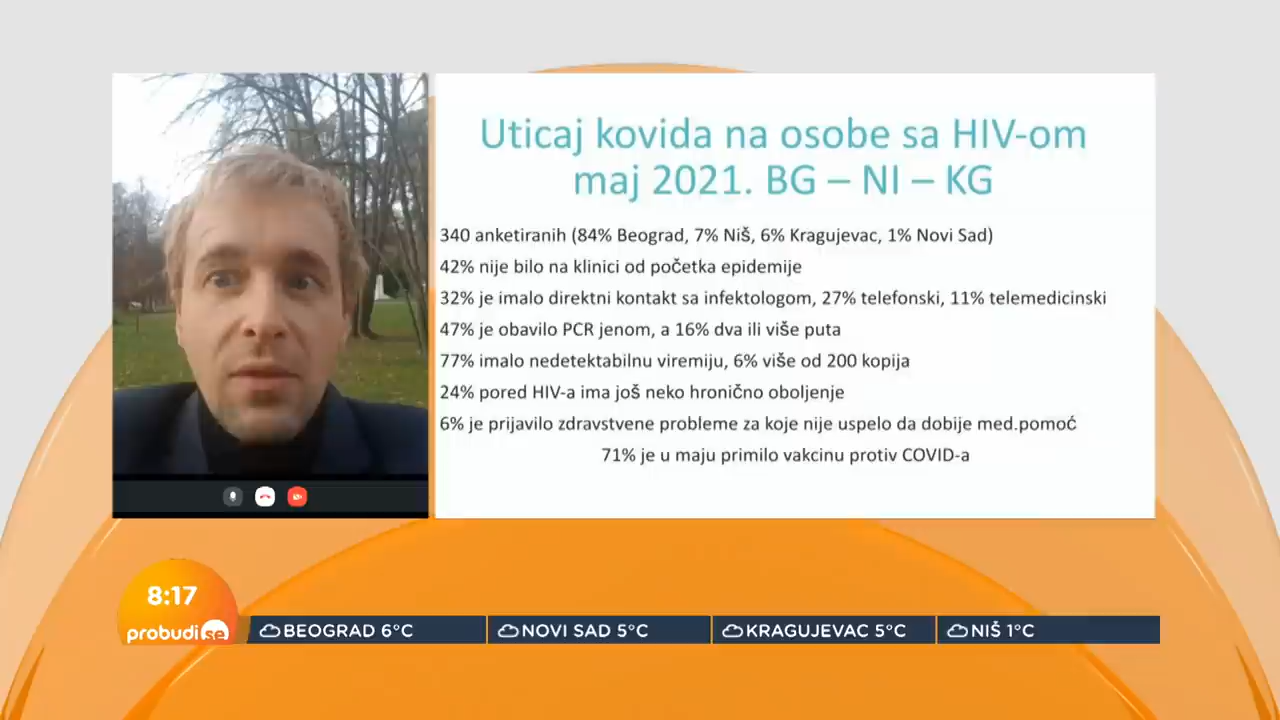 Uticaj kovida na osobe sa HIV-om
maj 2021. BG – NI – KG
340 anketiranih (84% Beograd, 7% Niš, 6% Kragujevac, 1% Novi Sad)
42% nije bilo na klinici od početka epidemije
32% je imalo direktni kontakt sa infektologom, 27% telefonski, 11% telemedicinski
47% je obavilo PCR jenom, a 16% dva ili više puta
77% imalo nedetektabilnu viremiju, 6% više od 200 kopija
24% pored HIV-a ima još neko hronično oboljenje
6% je prijavilo zdravstvene probleme za koje nije uspelo da dobije med.pomoć
71% je u maju primilo vakcinu protiv COVID-a
8:17
probudi se
BEOGRAD 6°C
NOVI SAD 5°C
KRAGUJEVAC 5°C
NIŠ 1°C